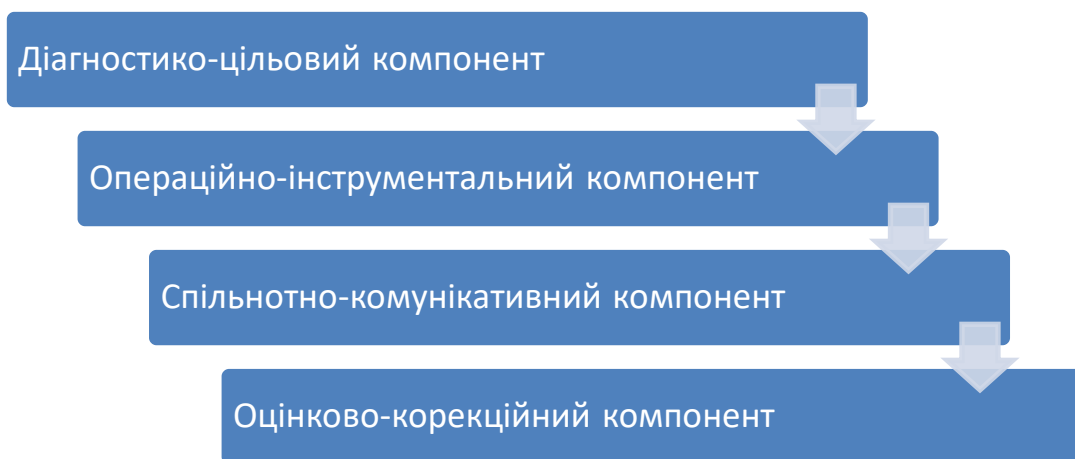 Діагностико-цільовий компонент
Операційно-інструментальний компонент
Спільнотно-комунікативний компонент
Оцінково-корекційний компонент